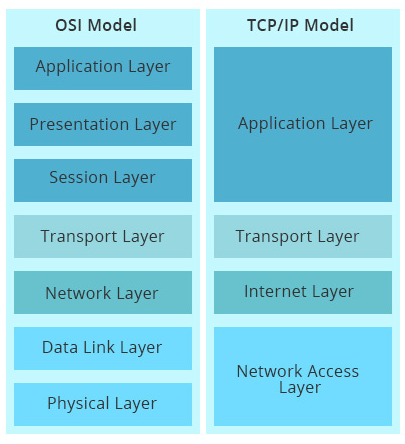 OSI Model
Application Layer
Presentation Layer
Session Layer
Transport Layer
Network Layer
Data Link Layer
Physical Layer
TCP/IP Model
Application Layer
Transport Layer
Internet Layer
Network Access
Layer